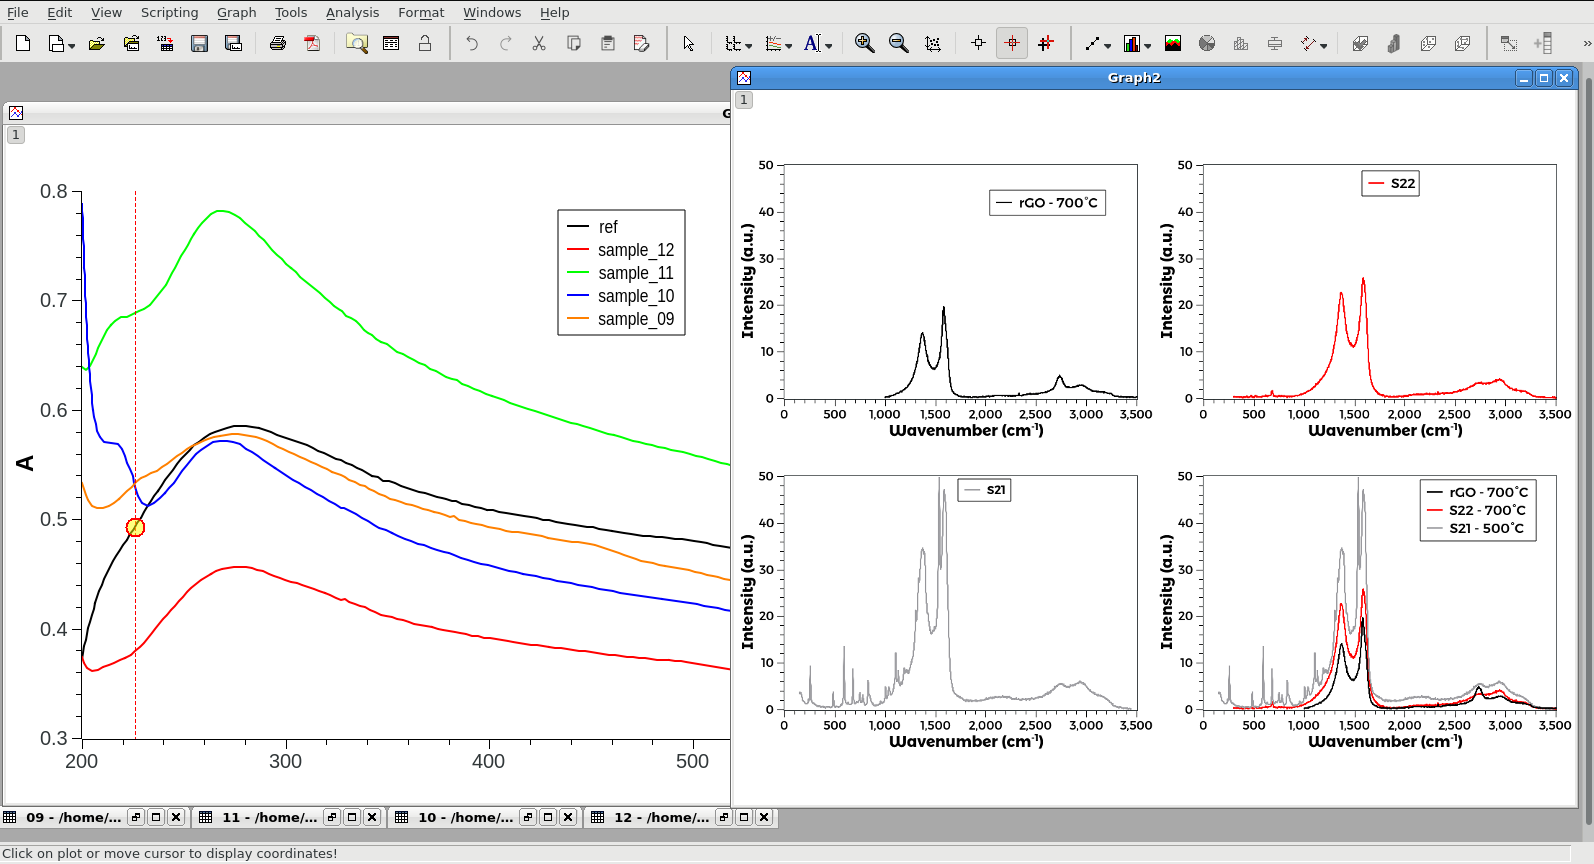 File Edit View Scripting Graph Tools Analysis Format Windows Help
A
»
Graph2
1
G
1
0.8
0.7
0.6
0.5
0.4
0.3
A
200 300 400 500
ref
sample_12
sample_11
sample_10
sample_09
50
40
30
20
10
0
Intensity (a.u.)
rGO - 700°C
0 500 1,000 1,500 2,000 2,500 3,000 3,500
Wavenumber (cm⁻¹)
50
40
30
20
10
0
Intensity (a.u.)
S22
0 500 1,000 1,500 2,000 2,500 3,000 3,500
Wavenumber (cm⁻¹)
50
40
30
20
10
0
Intensity (a.u.)
S21
0 500 1,000 1,500 2,000 2,500 3,000 3,500
Wavenumber (cm⁻¹)
50
40
30
20
10
0
Intensity (a.u.)
rGO - 700°C
S22 - 700°C
S21 - 500°C
0 500 1,000 1,500 2,000 2,500 3,000 3,500
Wavenumber (cm⁻¹)
09 - /home/... 11 - /home/... 10 - /home/... 12 - /home/...
Click on plot or move cursor to display coordinates!